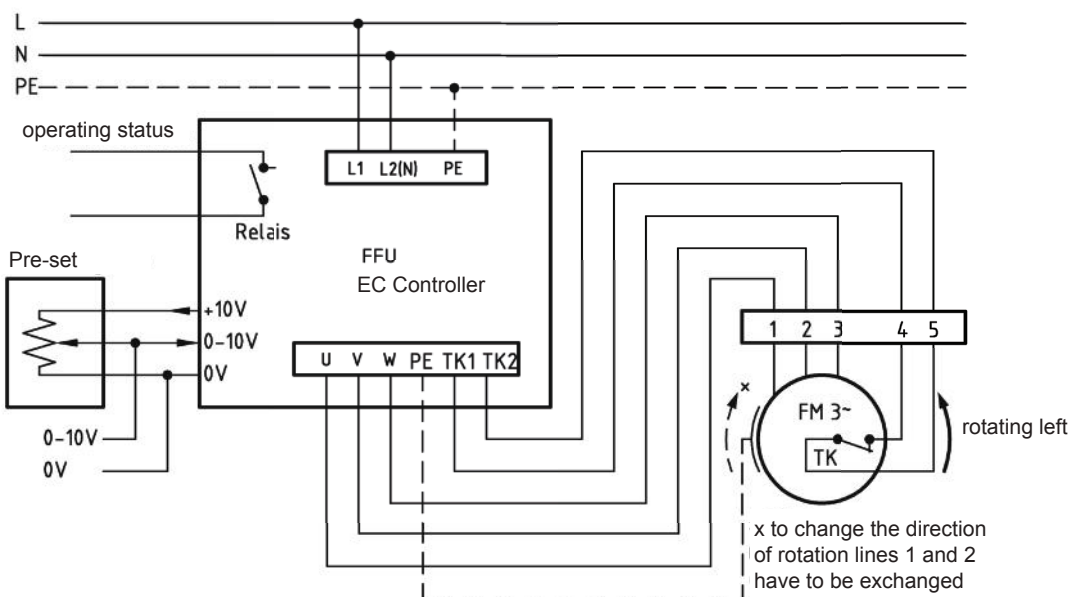 L
N
PE
operating status
L1 L2(N) PE
Relais
FFU
EC Controller
Pre-set
+10V
0-10V
0V
U V W PE TK1 TK2
0-10V
0V
1 2 3 4 5
x
FM 3~
TK
rotating left
x to change the direction
of rotation lines 1 and 2
have to be exchanged